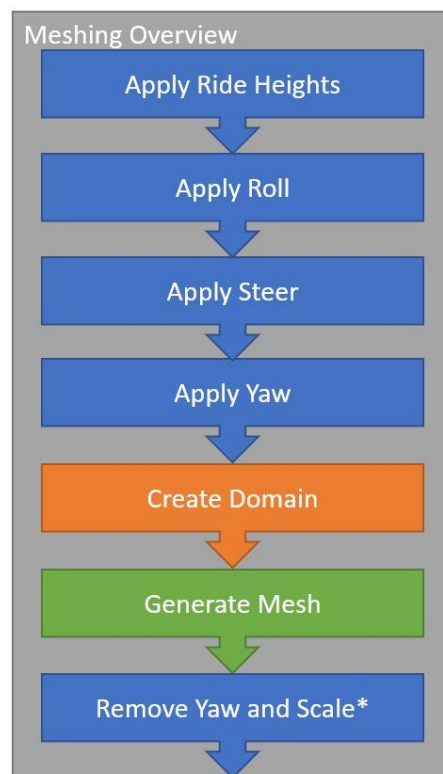 Meshing Overview
Apply Ride Heights
Apply Roll
Apply Steer
Apply Yaw
Create Domain
Generate Mesh
Remove Yaw and Scale*